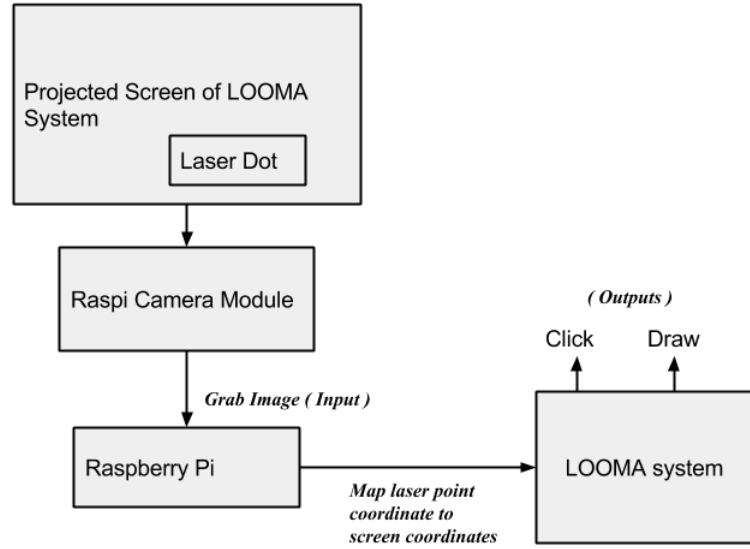 Projected Screen of LOOMA
System
Laser Dot
Raspi Camera Module
( Outputs )
Click
Draw
Grab Image ( Input )
Raspberry Pi
LOOMA system
Map laser point
coordinate to
screen coordinates